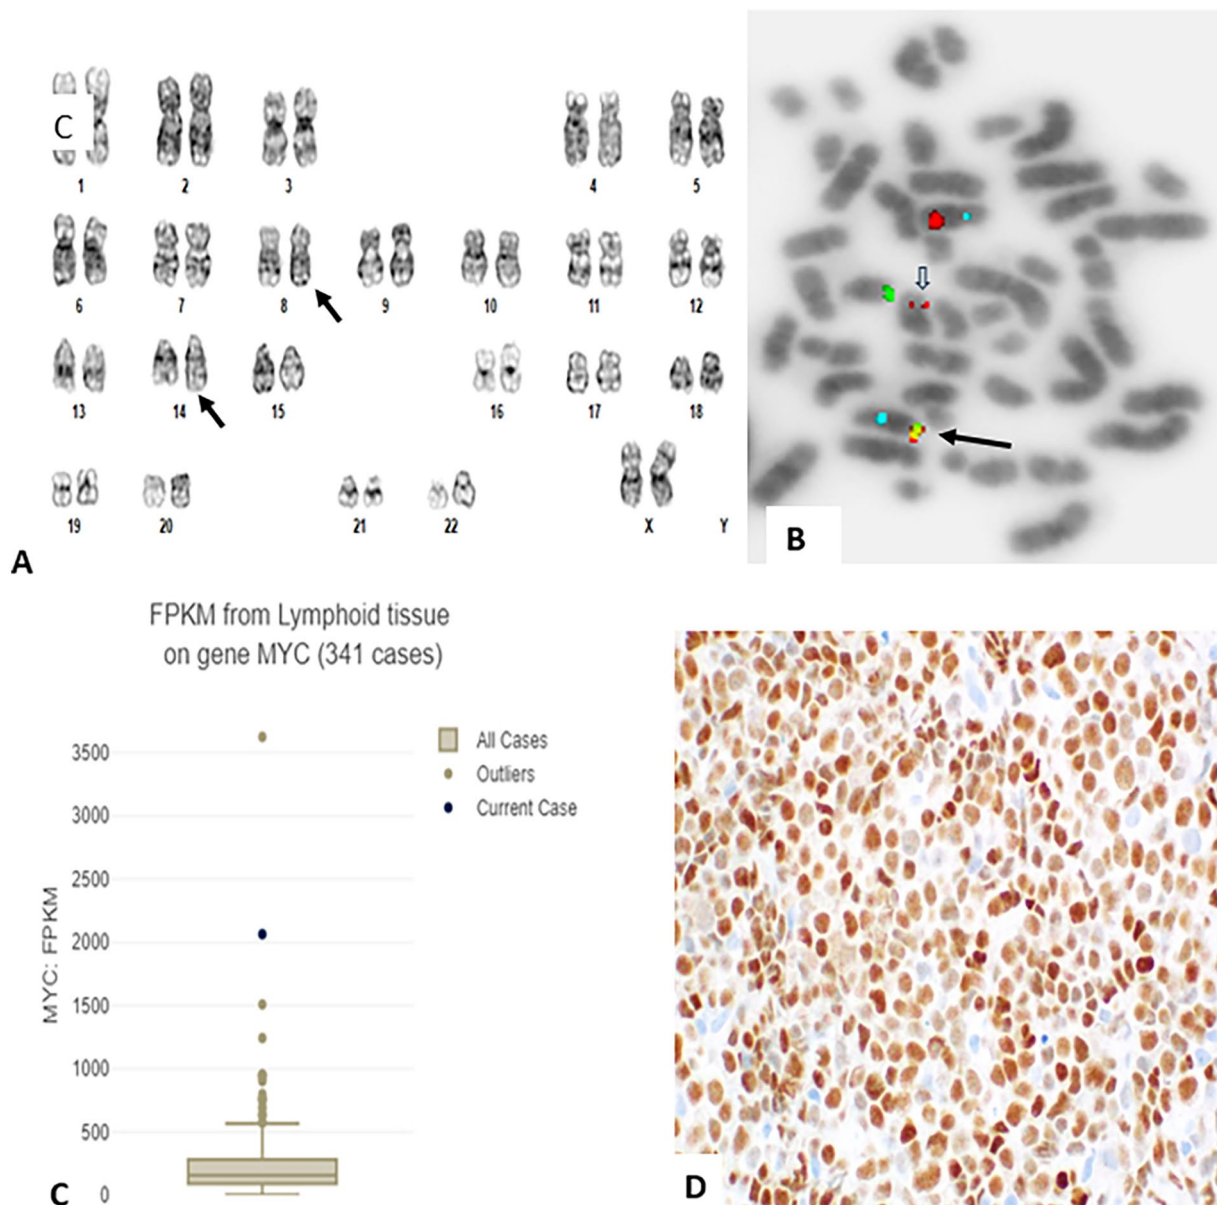 C
1 2 3 4 5
6 7 8 9 10 11 12
13 14 15 16 17 18
19 20 21 22 X Y
A
B
FPKM from Lymphoid tissue
on gene MYC (341 cases)
MYC: FPKM
3500
3000
2500
2000
1500
1000
500
0
All Cases
Outliers
Current Case
C
D